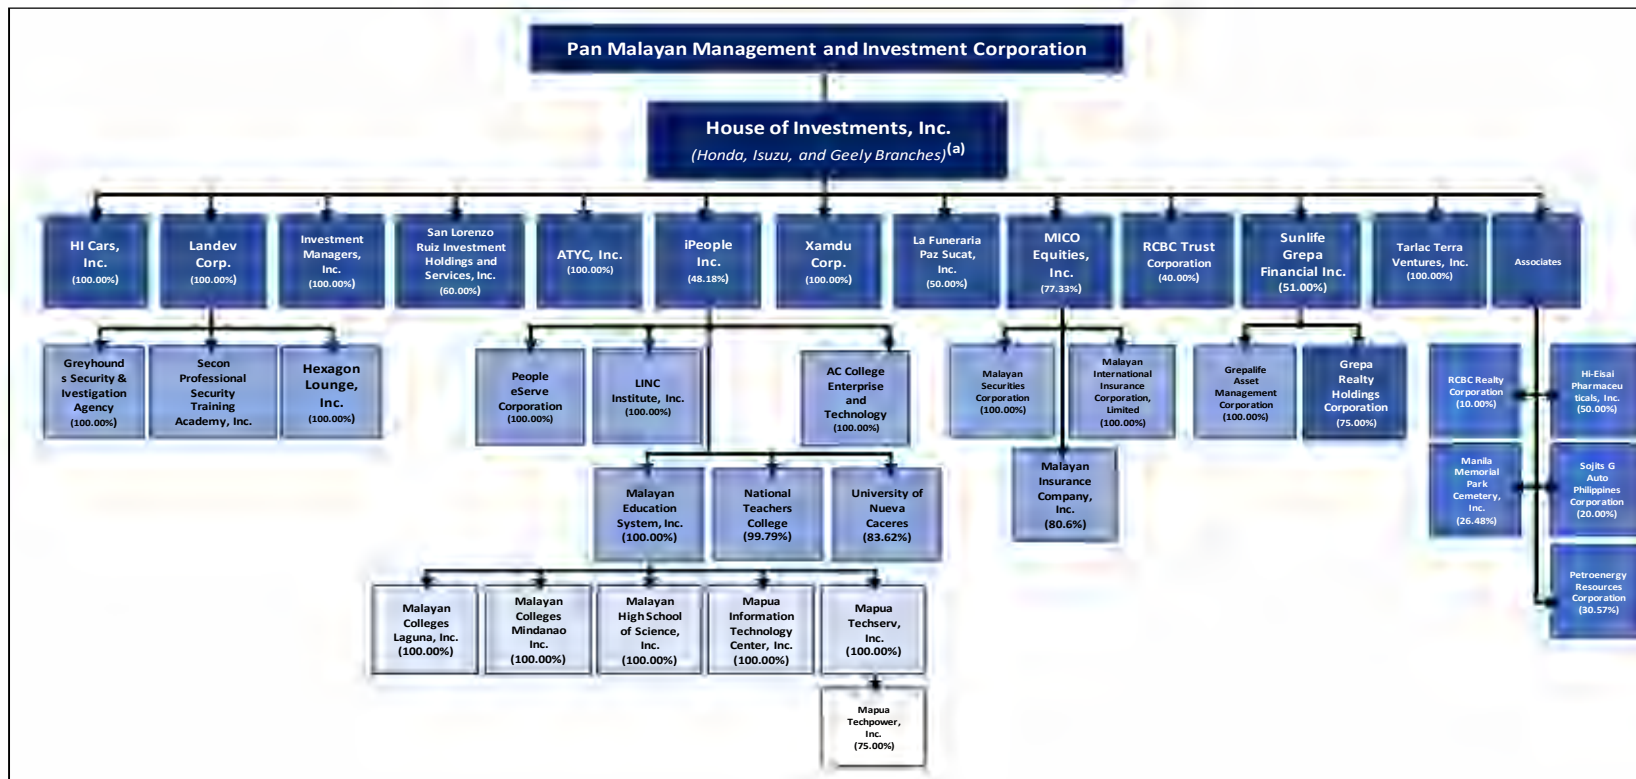 Pan Malayan Management and Investment Corporation
House of Investments, Inc.
(Honda, Isuzu, and Geely Branches)(a)
HI Cars,
Inc.
(100.00%)
Landev
Corp.
(100.00%)
Investment
Managers,
Inc.
(100.00%)
San Lorenzo
Ruiz Investment
Holdings and
Services, Inc.
(60.00%)
ATYC, Inc.
(100.00%)
iPeople
Inc.
(48.18%)
Xamdu
Corp.
(100.00%)
La Funeraria
Paz Sucat,
Inc.
(50.00%)
MICO
Equities,
Inc.
(77.33%)
RCBC Trust
Corporation
(40.00%)
Sunlife
Grepa
Financial Inc.
(51.00%)
Tarlac Terra
Ventures, Inc.
(100.00%)
Associates
Greyhound
s Security &
Ivestigation
Agency
(100.00%)
Secon
Professional
Security
Training
Academy, Inc.
Hexagon
Lounge,
Inc.
(100.00%)
People
eServe
Corporation
(100.00%)
LINC
Institute, Inc.
(100.00%)
AC College
Enterprise
and
Technology
(100.00%)
Malayan
Securities
Corporation
(100.00%)
Malayan
International
Insurance
Corporation,
Limited
(100.00%)
Grepalife
Asset
Management
Corporation
(100.00%)
Grepa
Realty
Holdings
Corporation
(75.00%)
RCBC Realty
Corporation
(10.00%)
Hi-Eisai
Pharmaceu
ticals, Inc.
(50.00%)
Malayan
Education
System, Inc.
(100.00%)
National
Teachers
College
(99.79%)
University of
Nueva
Caceres
(83.62%)
Malayan
Insurance
Company,
Inc.
(80.6%)
Manila
Memorial
Park
Cemetery,
Inc.
(26.48%)
Sojits G
Auto
Philippines
Corporation
(20.00%)
Malayan
Colleges
Laguna, Inc.
(100.00%)
Malayan
Colleges
Mindanao
Inc.
(100.00%)
Malayan
High School
of Science,
Inc.
(100.00%)
Mapua
Information
Technology
Center, Inc.
(100.00%)
Mapua
Techserv,
Inc.
(100.00%)
Petroenergy
Resources
Corporation
(30.57%)
Mapua
Techpower,
Inc.
(75.00%)